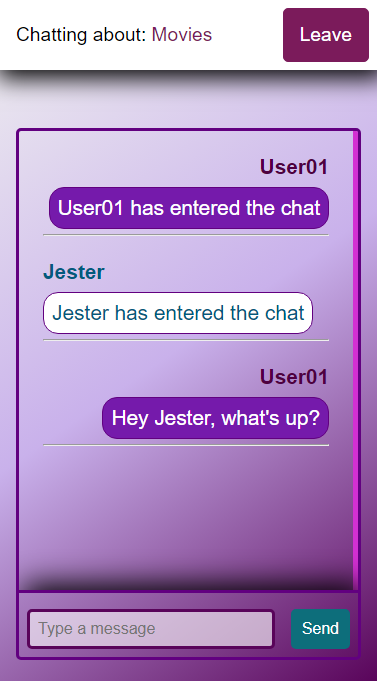 Chatting about: Movies
Leave
User01
User01 has entered the chat
Jester
Jester has entered the chat
User01
Hey Jester, what's up?
Type a message
Send